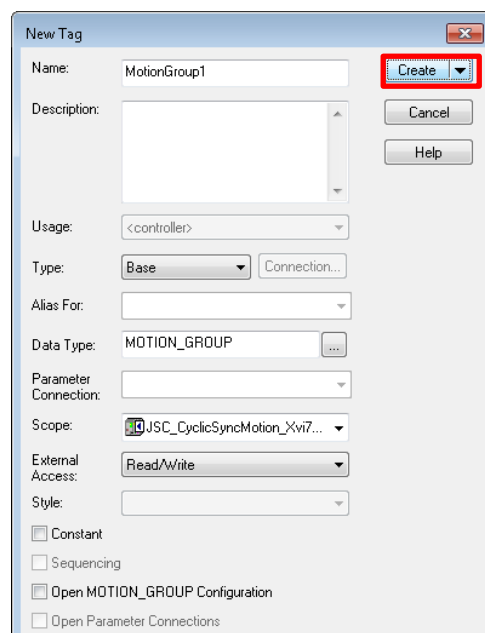 New Tag
Name: MotionGroup1 Create
Description: Cancel
Help
Usage: <controller>
Type: Base Connection...
Alias For:
Data Type: MOTION_GROUP ...
Parameter
Connection:
Scope: JSC_CyclicSyncMotion_Xvi7...
External
Access: Read/Write
Style:
Constant
Sequencing
Open MOTION_GROUP Configuration
Open Parameter Connections